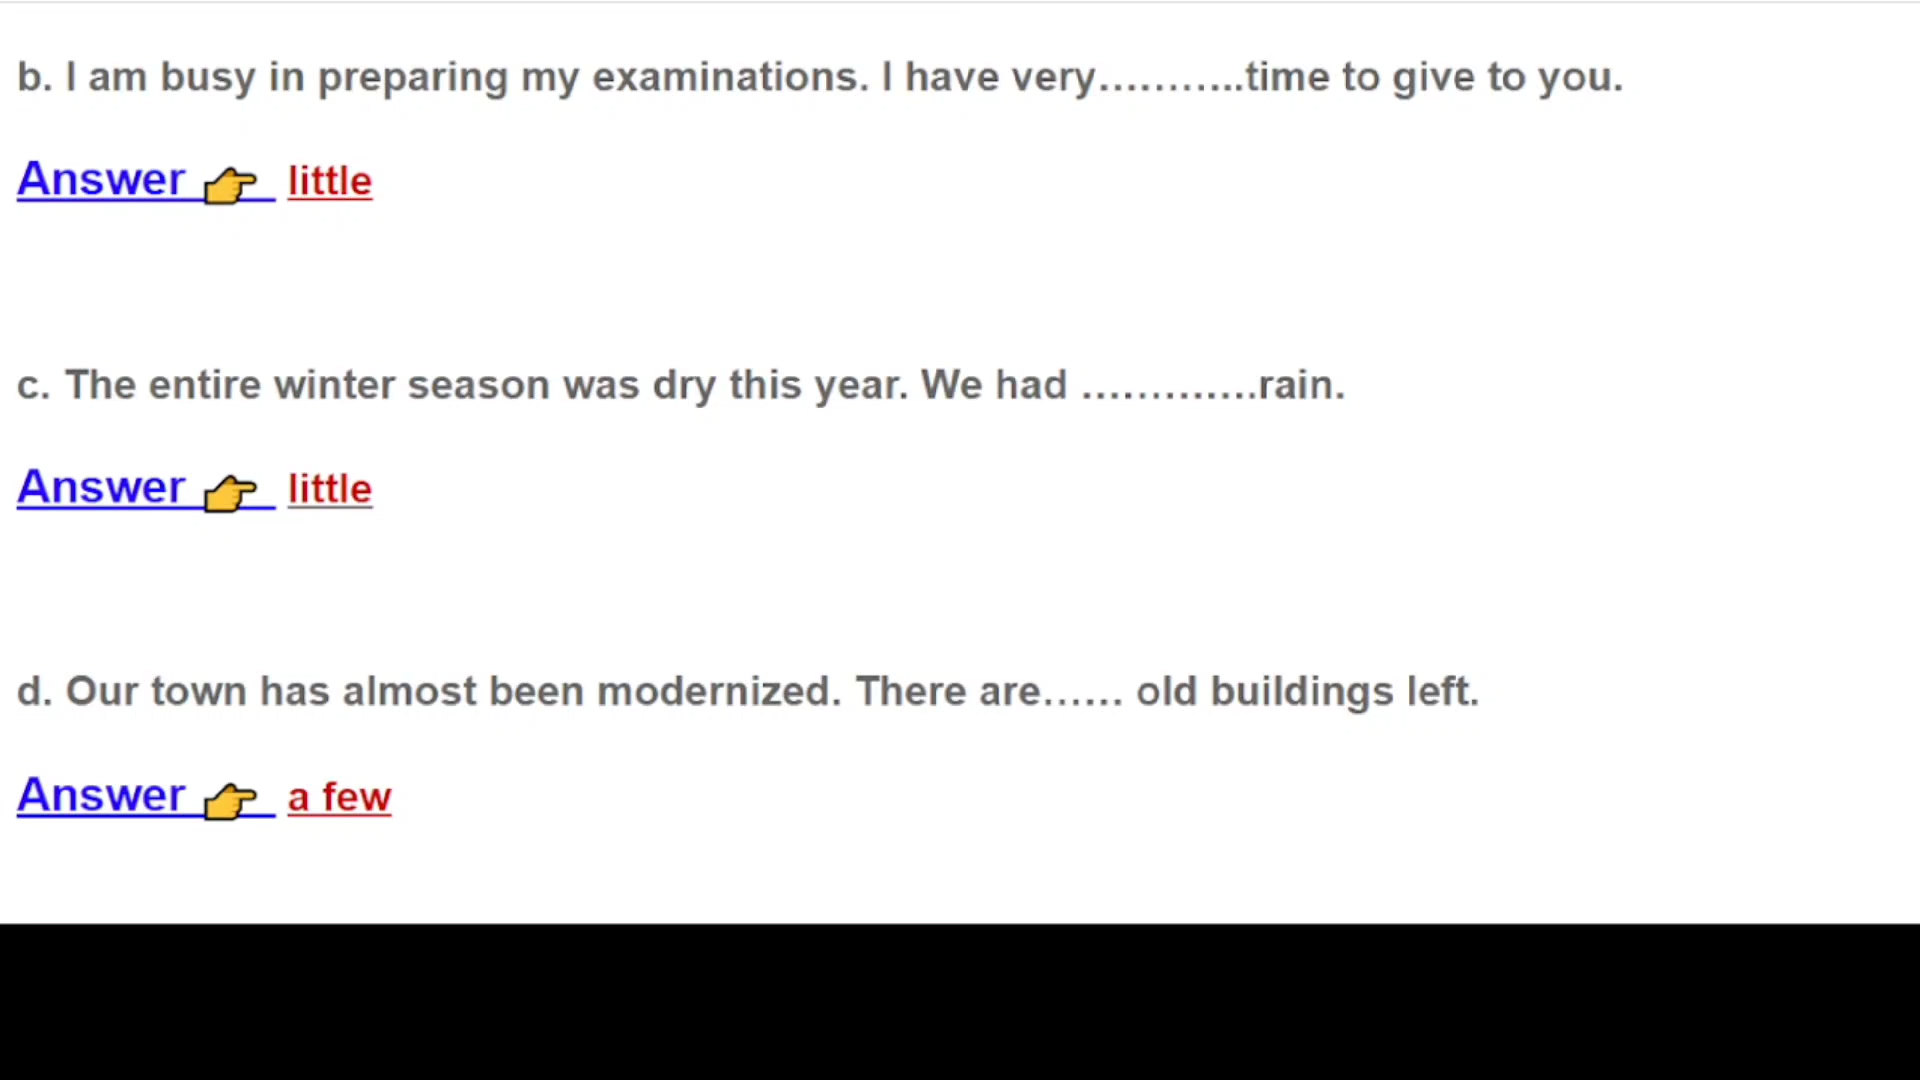 b. I am busy in preparing my examinations. I have very………..time to give to you.
Answer 👉 little
c. The entire winter season was dry this year. We had ………….rain.
Answer 👉 little
d. Our town has almost been modernized. There are…… old buildings left.
Answer 👉 a few